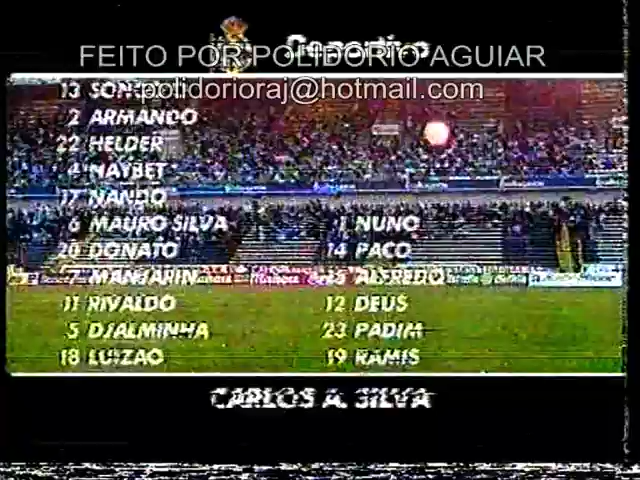 Deportivo
FEITO POR POLIDORIO AGUIAR
polidorioraj@hotmail.com
13
2 ARMANDO
22 HELDER
4 NAYBET
17 NANDO
6 MAURO SILVA
1 NUNO
20 DONATO
14 PACO
7 MANJARIN
15 ALFREDO
11 RIVALDO
12 DEUS
5 DJALMINHA
23 PADIM
18 LUIZAO
19 RAMIS
CARLOS A. SILVA